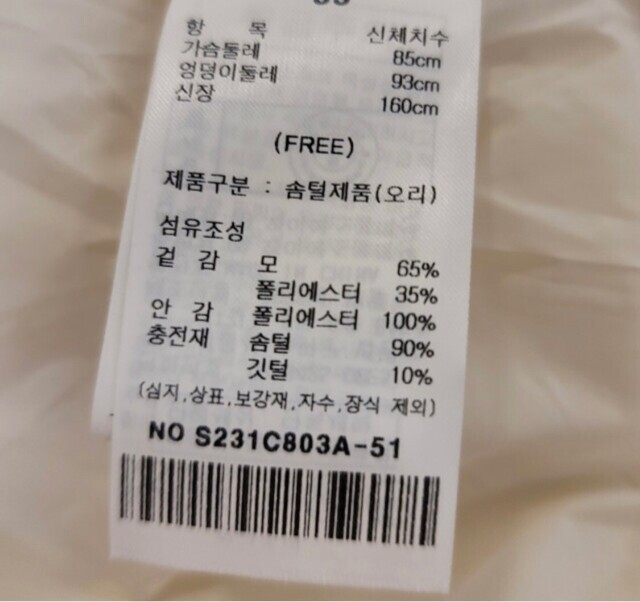 항 목 신체치수
가슴둘레 85cm
엉덩이둘레 93cm
신장 160cm
(FREE)
제품구분 : 솜털제품(오리)
섬유조성
겉 감 모 65%
폴리에스터 35%
안 감 폴리에스터 100%
충전재 솜털 90%
깃털 10%
(심지,상표,보강재,자수,장식 제외)
NO S231C803A-51